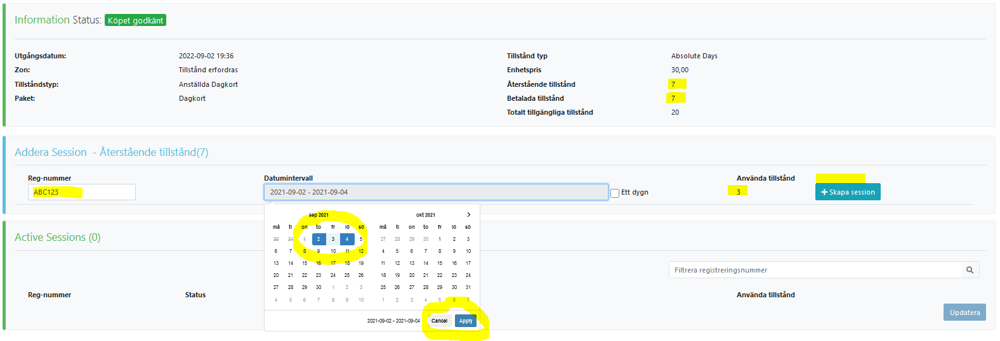 Information Status: Köpet godkänt
Utgångsdatum: 2022-09-02 19:36 Tillstånd typ Absolute Days
Zon: Tillstånd erfordras Enhetspris 30,00
Tillståndstyp: Anställda Dagkort Återstående tillstånd 7
Paket: Dagkort Betalada tillstånd 7
Totalt tillgängliga tillstånd 20
Addera Session - Återstående tillstånd(7)
Reg-nummer Datumintervall Använda tillstånd
ABC123 2021-09-02 - 2021-09-04 Ett dygn 3 Skapa session
sep 2021 okt 2021
må ti on to fr lö sö må ti on to fr lö sö
30 31 1 2 3 4 5 27 28 29 30 1 2 3
6 7 8 9 10 11 12 4 5 6 7 8 9 10
13 14 15 16 17 18 19 11 12 13 14 15 16 17
20 21 22 23 24 25 26 18 19 20 21 22 23 24
27 28 29 30 1 2 3 25 26 27 28 29 30 31
4 5 6 7 8 9 10 1 2 3 4 5 6 7
2021-09-02 - 2021-09-04 Cancel Apply
Active Sessions (0)
Filtrera registreringsnummer
Reg-nummer Status Använda tillstånd
Updatera